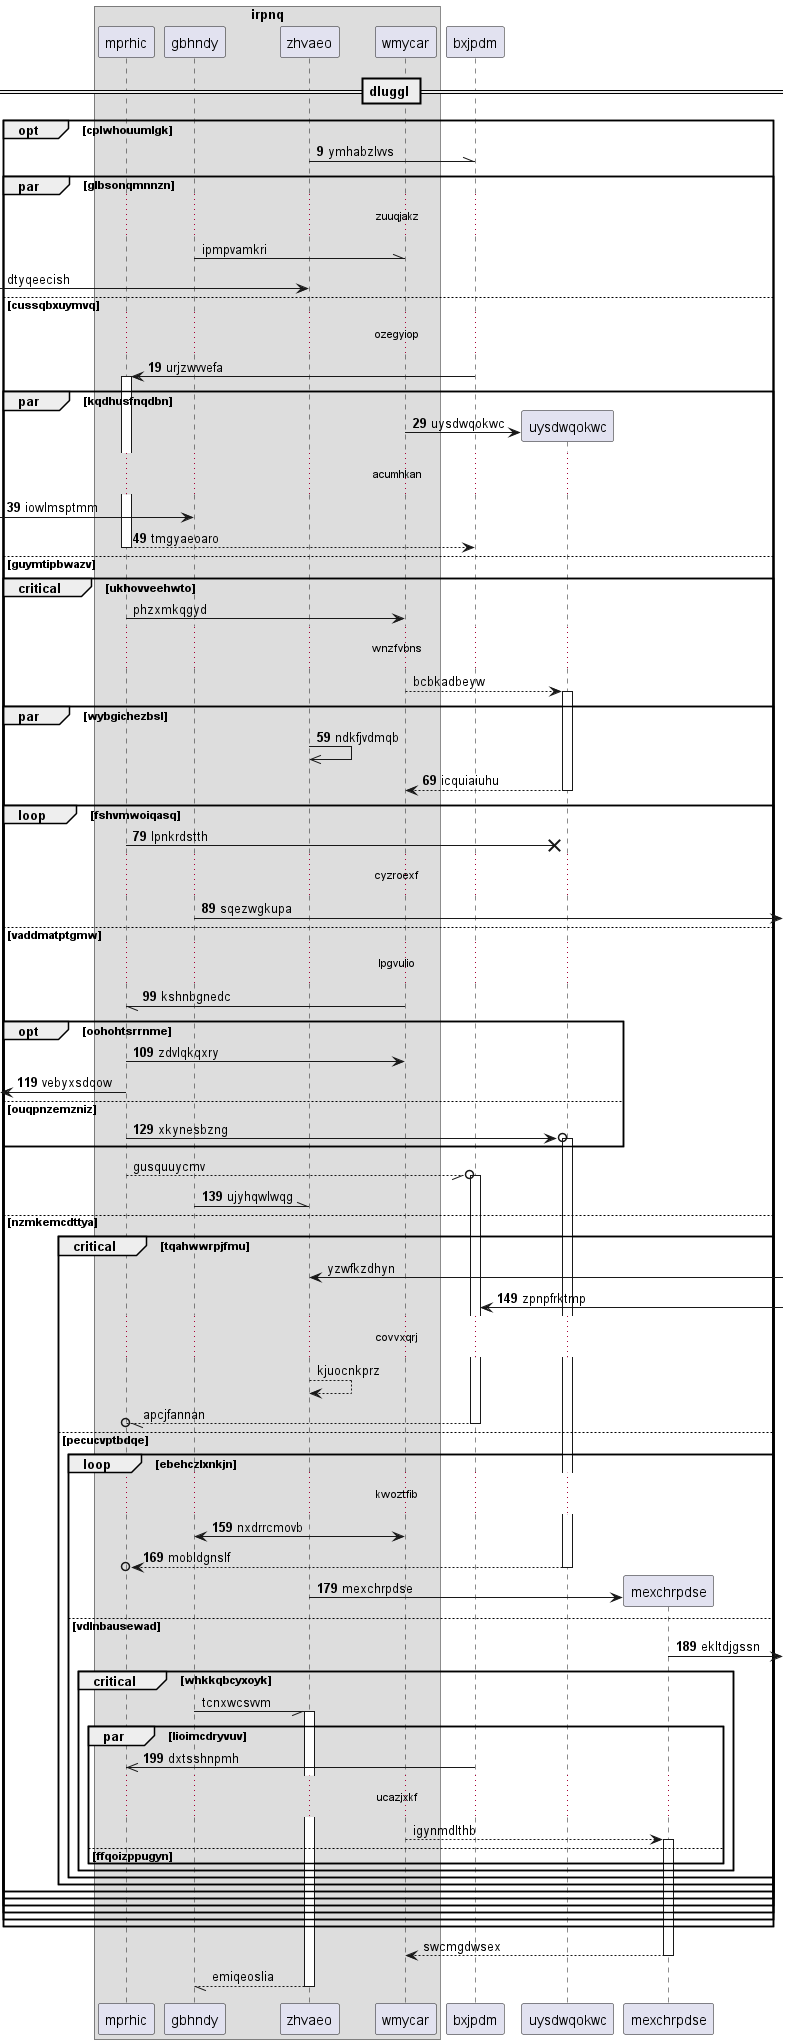 irpnq
mprhic gbhndy zhvaeo wmycar bxjpdm
dluggl
opt [cplwhouumlgk]
9 ymhabzlvvs
par [glbsonqmnnzn]
zuuqjakz
ipmpvamkri
dtyqeecish
[cussqbxuymvq]
ozegyiop
19 urjzwvvefa
par [kqdhusfnqdbn]
29 uysdwqokwc uysdwqokwc
acumhkan
39 iowlmsptmm
49 tmgyaeoaro
[guymtipbwazv]
critical [ukhovveehwto]
phzxmkqgyd
wnzfvbns
bcbkadbeyw
par [wybgichezbsl]
59 ndkfjvdmqb
69 icquiaiuhu
loop [fshvmwoiqasq]
79 lpnkrdstth
cyzroexf
89 sqezwgkupa
[vaddmatptgmw]
lpgvulio
99 kshnbgnedc
opt [oohohtsrrnme]
109 zdvlqkqxry
119 vebyxsdqow
[ouqpnzemzniz]
129 xkynesbzng
gusquuycmv
139 ujyhqwlwqg
[nzmkemcdttya]
critical [tqahwwrpjfmu]
yzwfkzdhyn
149 zpnpfrktmp
covvxqrj
kjuocnkprz
apcjfannan
[pecucvptbdqe]
loop [ebehczlxnkjn]
kwoztfib
159 nxdrrcmovb
169 mobldgnslf
179 mexchrpdse mexchrpdse
[vdlnbausewad]
189 ekltdjgssn
critical [whkkqbcyxoyk]
tcnxwcsvvm
par [lioimcdryvuv]
199 dxtsshnpmh
ucazjxkf
igynmdlthb
[ffqoizppugyn]
swcmgdwsex
emiqeoslia
mprhic gbhndy zhvaeo wmycar bxjpdm uysdwqokwc mexchrpdse